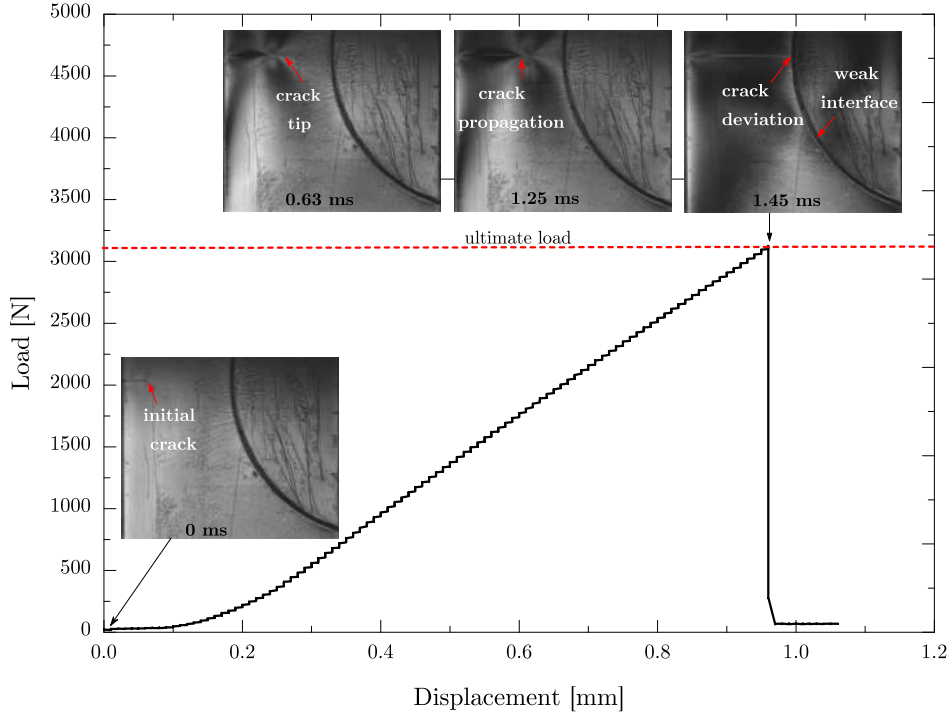 5000
4500
4000
3500
3000
2500
2000
1500
1000
500
0
Load [N]
crack
tip
0.63 ms
crack
propagation
1.25 ms
weak
interface
crack
deviation
1.45 ms
ultimate load
initial
crack
0 ms
0.0 0.2 0.4 0.6 0.8 1.0 1.2
Displacement [mm]